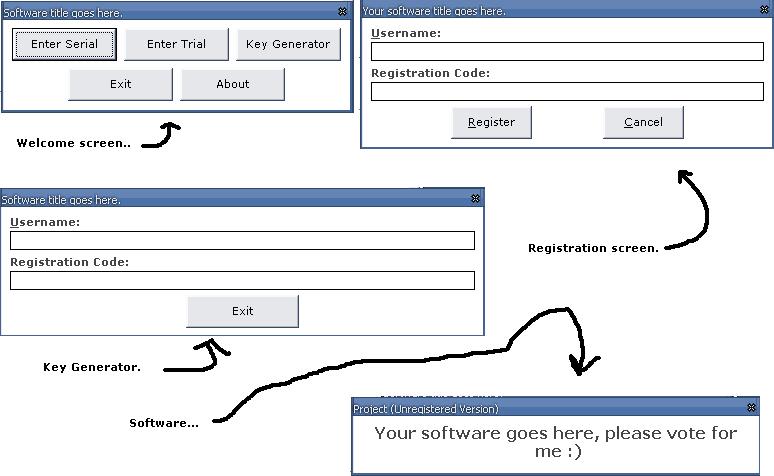 Software title goes here.
Enter Serial
Enter Trial
Key Generator
Exit
About
Welcome screen..
Your software title goes here.
Username:
Registration Code:
Register
Cancel
Registration screen.
Software title goes here.
Username:
Registration Code:
Exit
Key Generator.
Software...
Project (Unregistered Version)
Your software goes here, please vote for
me :)